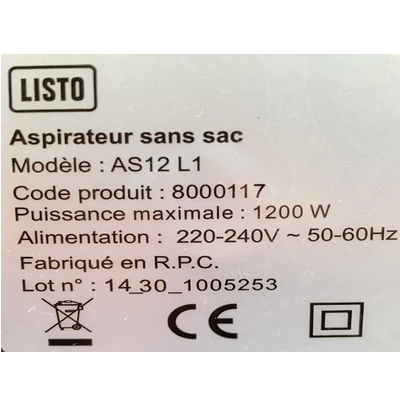 LISTO
Aspirateur sans sac
Modèle : AS12 L1
Code produit : 8000117
Puissance maximale : 1200 W
Alimentation : 220-240V ~ 50-60Hz
Fabriqué en R.P.C.
Lot n° : 14_30_1005253
CE